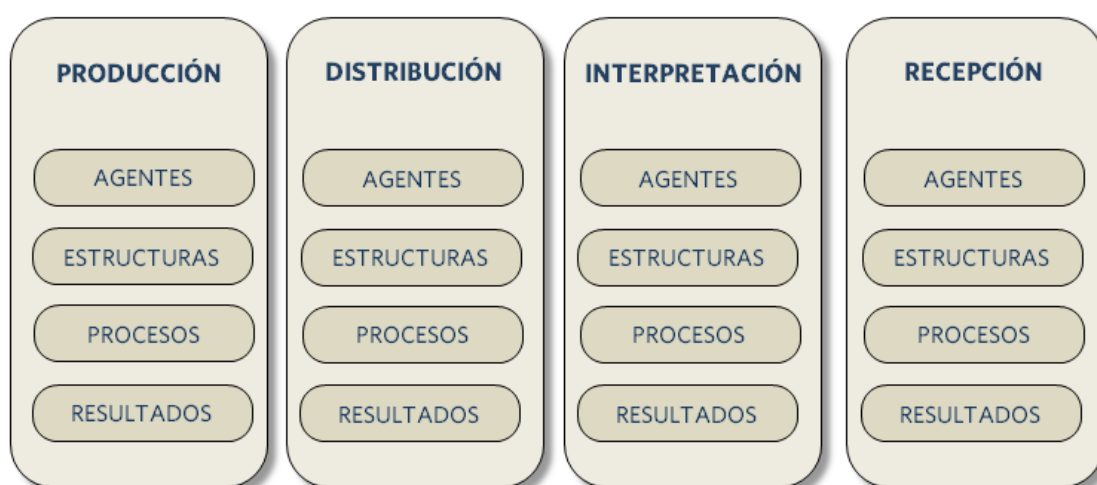 PRODUCCIÓN
AGENTES
ESTRUCTURAS
PROCESOS
RESULTADOS
DISTRIBUCIÓN
AGENTES
ESTRUCTURAS
PROCESOS
RESULTADOS
INTERPRETACIÓN
AGENTES
ESTRUCTURAS
PROCESOS
RESULTADOS
RECEPCIÓN
AGENTES
ESTRUCTURAS
PROCESOS
RESULTADOS